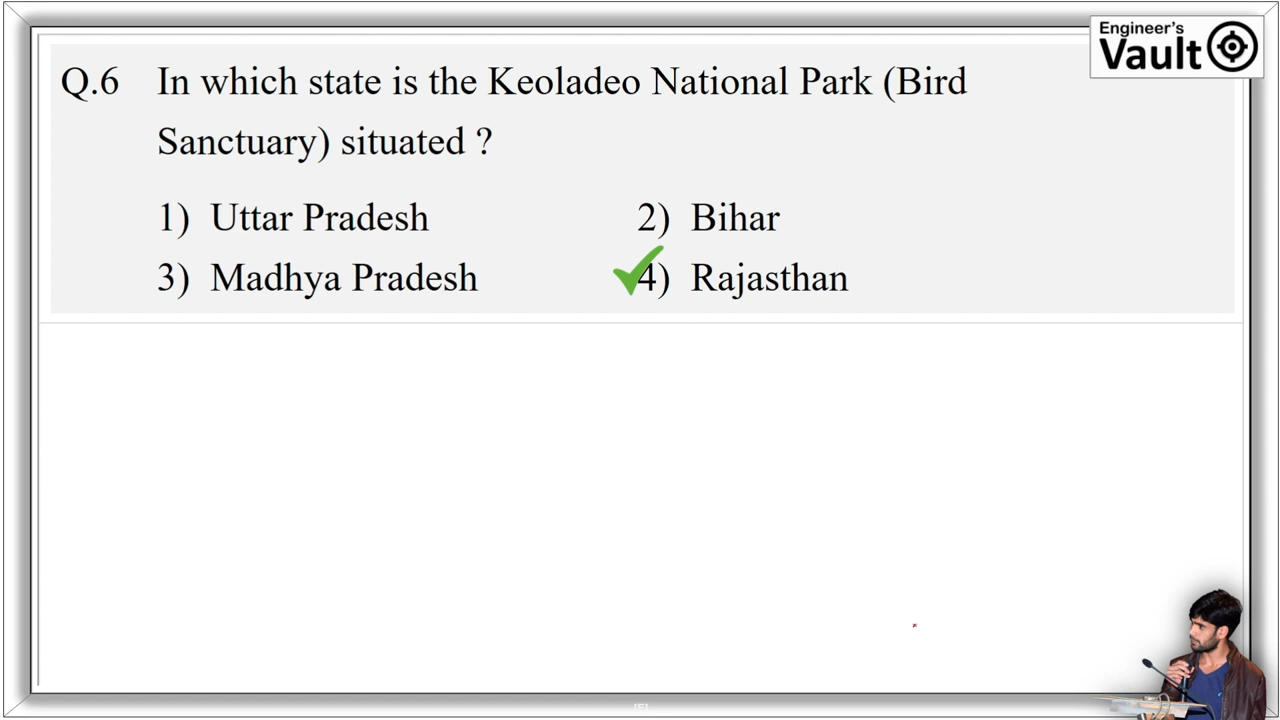 Engineer's
Vault
Q.6 In which state is the Keoladeo National Park (Bird
Sanctuary) situated ?
1) Uttar Pradesh 2) Bihar
3) Madhya Pradesh 4) Rajasthan